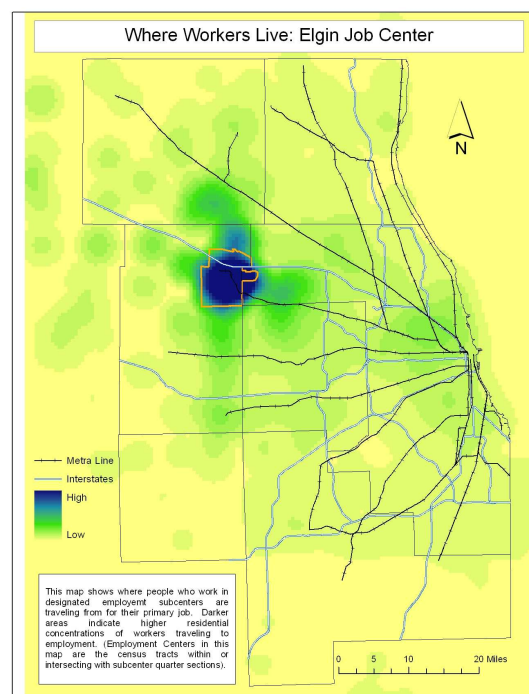 Where Workers Live: Elgin Job Center
N
Metra Line
Interstates
High
Low
This map shows where people who work in
designated employemt subcenters are
traveling from for their primary job. Darker
areas indicate higher residential
concentrations of workers traveling to
employment. (Employment Centers in this
map are the census tracts within or
intersecting with subcenter quarter sections).
0 5 10 20 Miles